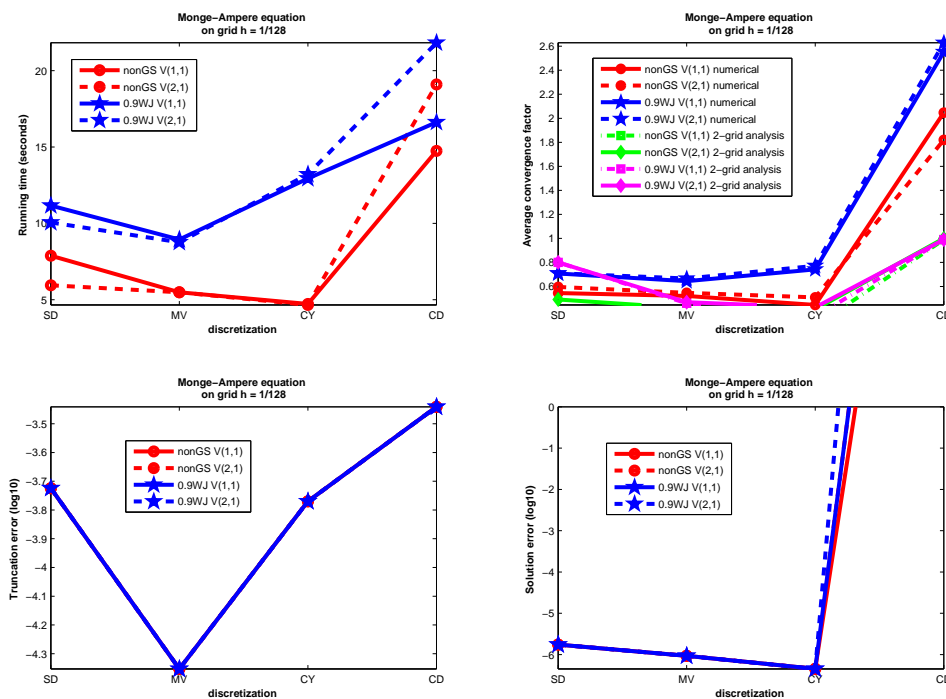 Monge−Ampere equation
on grid h = 1/128
Running time (seconds)
20
15
10
5
nonGS V(1,1)
nonGS V(2,1)
0.9WJ V(1,1)
0.9WJ V(2,1)
SD MV CY CD
discretization
Monge−Ampere equation
on grid h = 1/128
Average convergence factor
2.6
2.4
2.2
2
1.8
1.6
1.4
1.2
1
0.8
0.6
nonGS V(1,1) numerical
nonGS V(2,1) numerical
0.9WJ V(1,1) numerical
0.9WJ V(2,1) numerical
nonGS V(1,1) 2−grid analysis
nonGS V(2,1) 2−grid analysis
0.9WJ V(1,1) 2−grid analysis
0.9WJ V(2,1) 2−grid analysis
SD MV CY CD
discretization
Monge−Ampere equation
on grid h = 1/128
Truncation error (log10)
−3.5
−3.6
−3.7
−3.8
−3.9
−4
−4.1
−4.2
−4.3
nonGS V(1,1)
nonGS V(2,1)
0.9WJ V(1,1)
0.9WJ V(2,1)
SD MV CY CD
discretization
Monge−Ampere equation
on grid h = 1/128
Solution error (log10)
0
−1
−2
−3
−4
−5
−6
nonGS V(1,1)
nonGS V(2,1)
0.9WJ V(1,1)
0.9WJ V(2,1)
SD MV CY CD
discretization